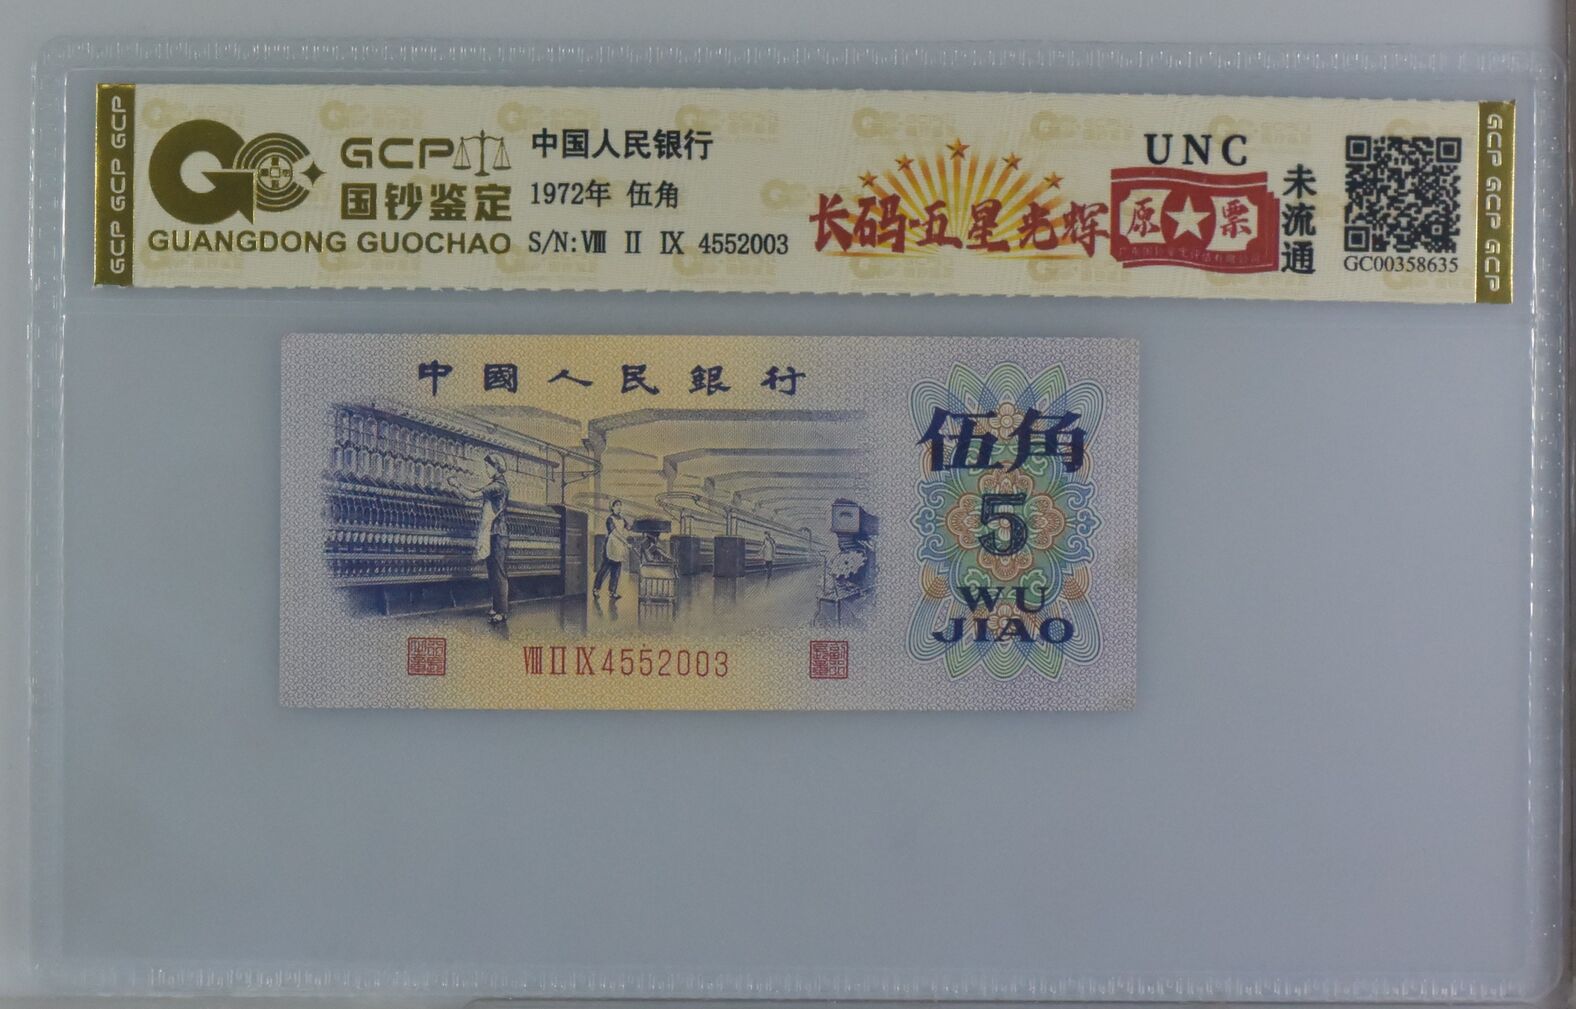 GCP GCP GCP
GCP
国钞鉴定
GUANGDONG GUOCHAO
中国人民银行
1972年 伍角
S/N: Ⅷ Ⅱ Ⅸ 4552003
长码·五星光辉
原票
UNC
未流通
GC00358635
GCP GCP GCP
中國人民銀行
伍角
5
WU
JIAO
Ⅷ Ⅱ Ⅸ 4552003